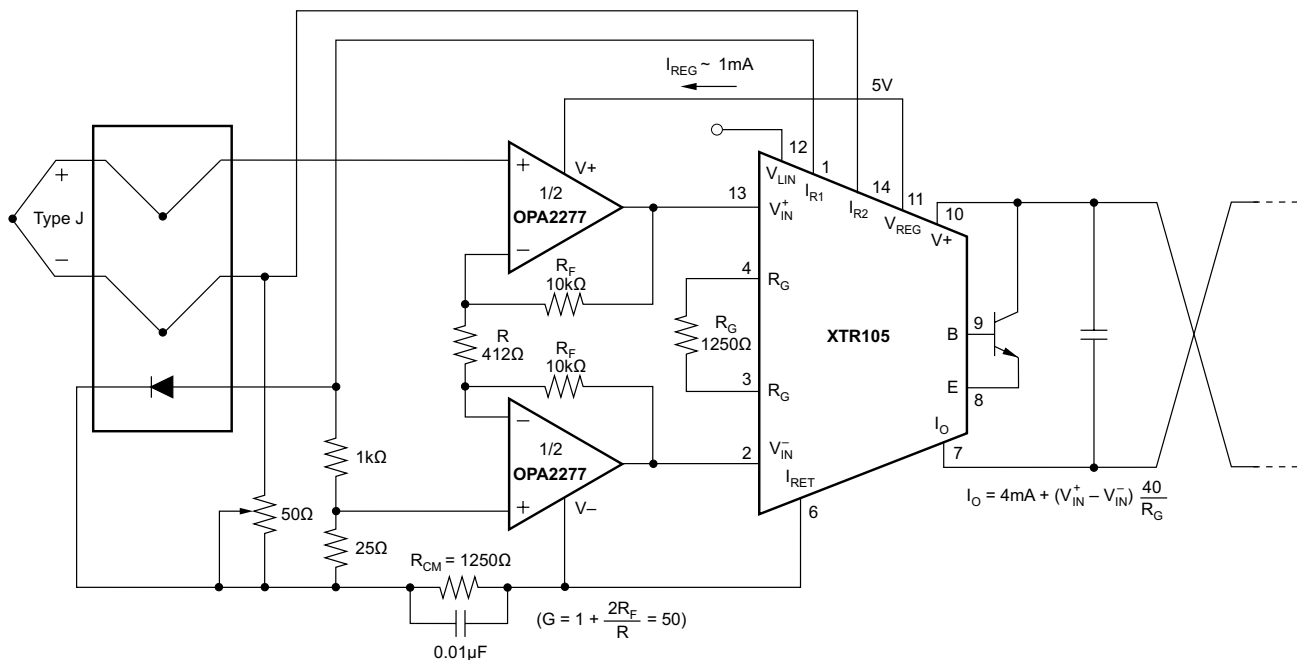 I_REG ~ 1mA
5V
Type J
+
−
+
V+
1/2
OPA2277
−
R_F
10kΩ
R
412Ω
R_F
10kΩ
−
1/2
OPA2277
+
V−
12
1
14
11
10
V_LIN
I_R1
I_R2
V_REG
V+
13
V_IN^+
4
R_G
R_G
1250Ω
3
R_G
2
V_IN^−
I_RET
6
XTR105
B
9
E
8
I_O
7
1kΩ
50Ω
25Ω
R_CM = 1250Ω
0.01µF
(G = 1 + 2R_F/R = 50)
I_O = 4mA + (V_IN^+ – V_IN^−) 40/R_G